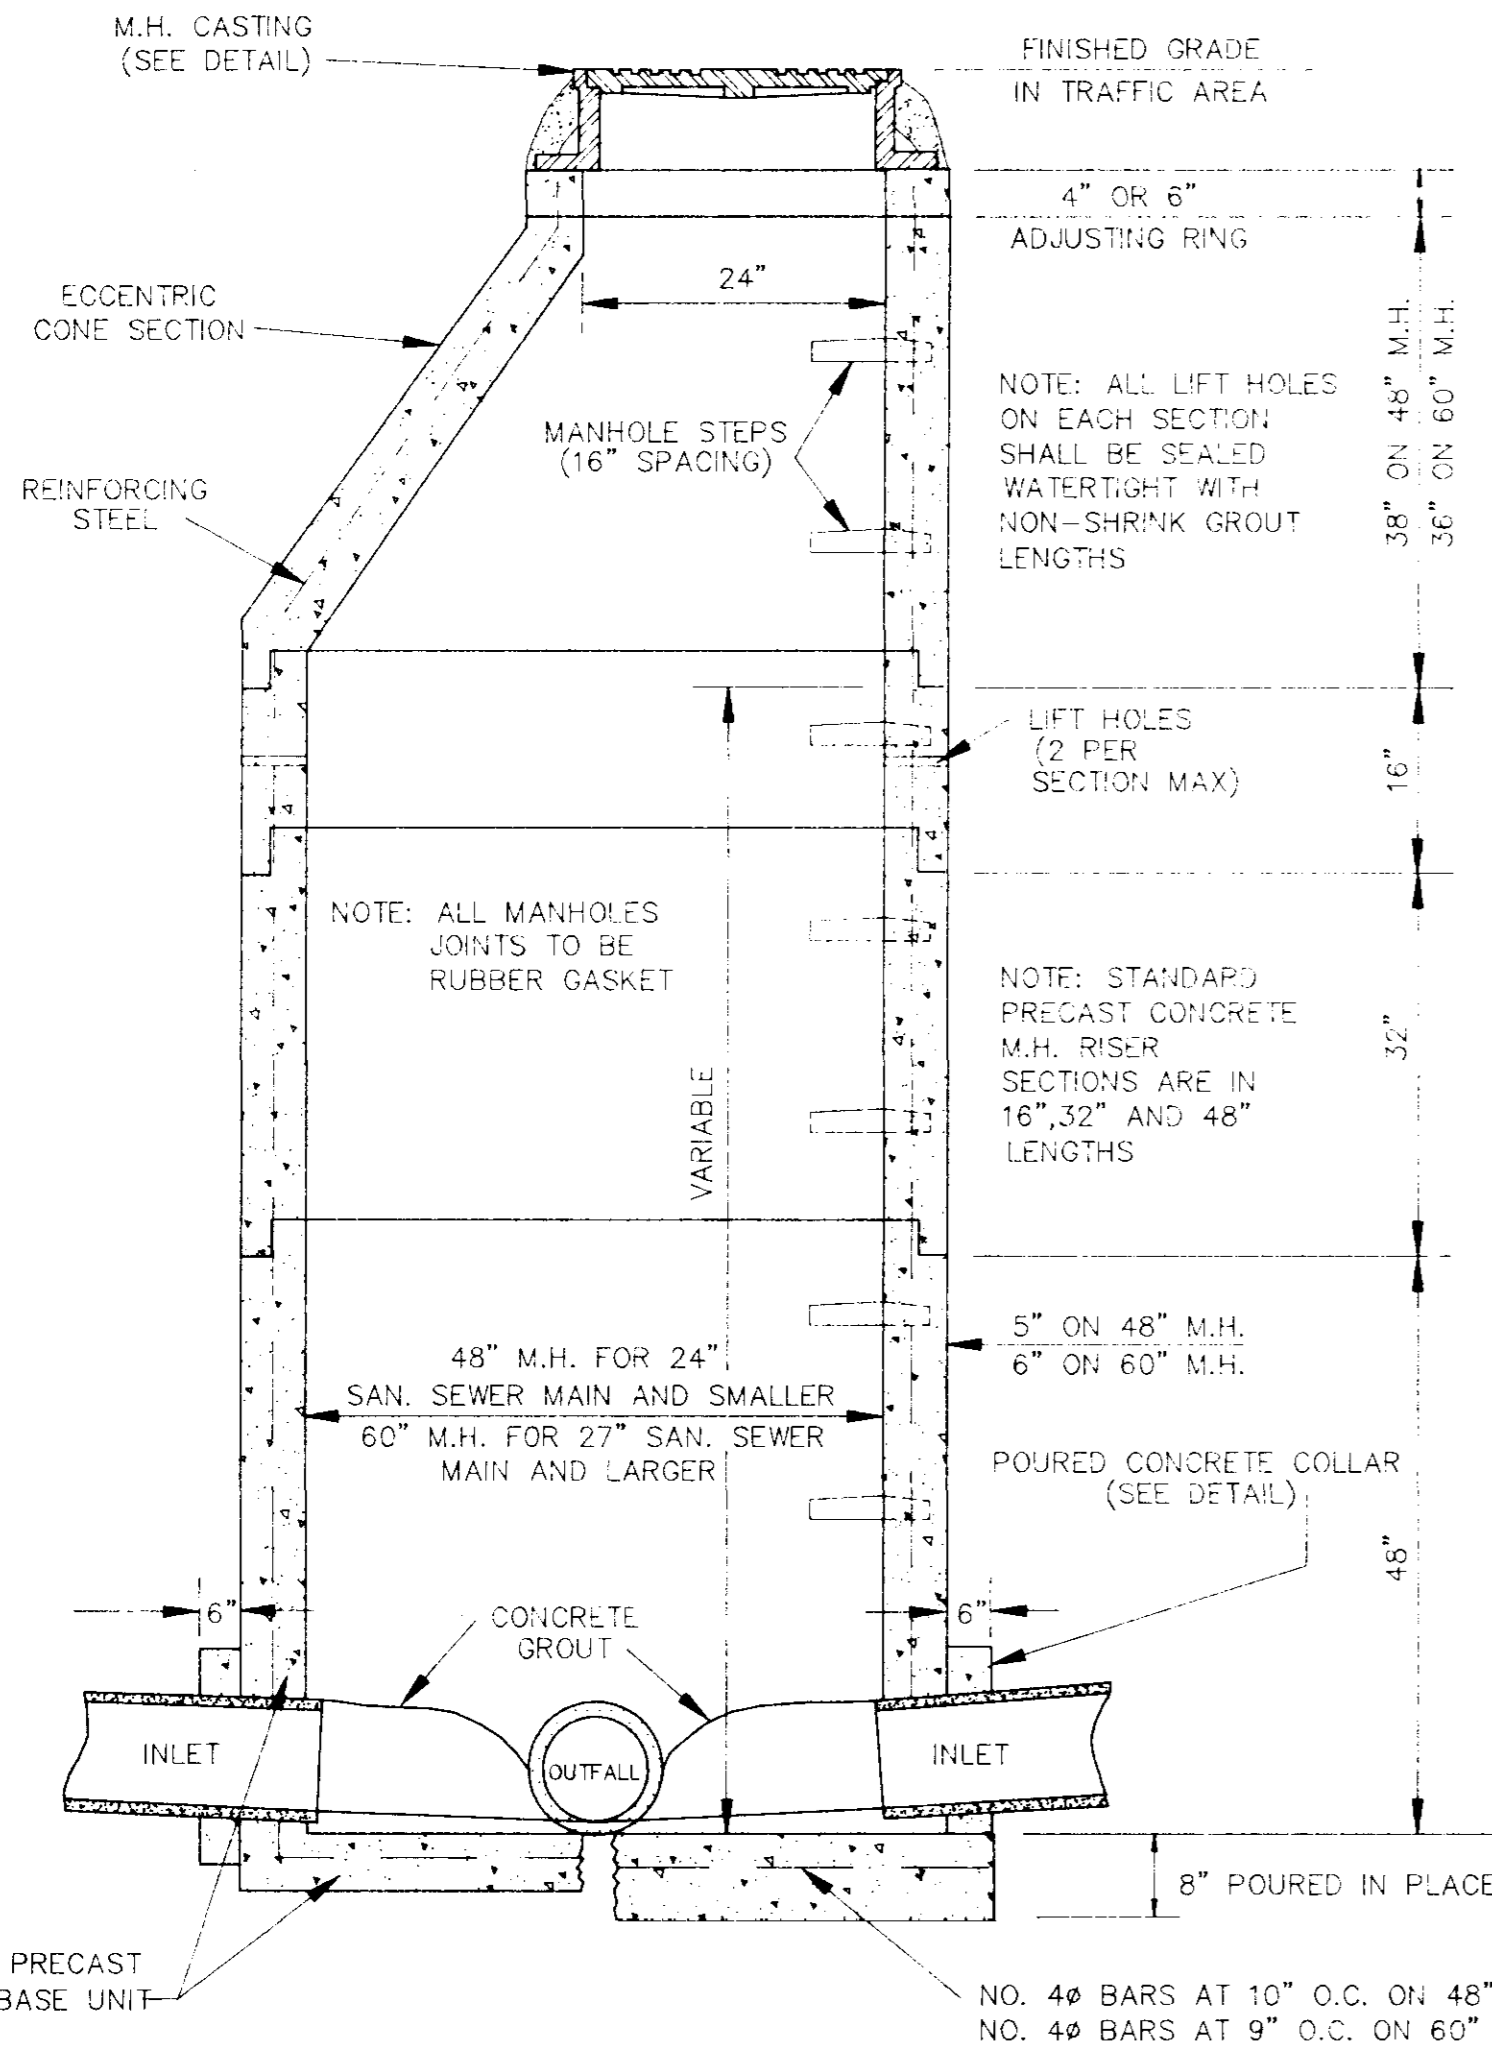 M.H. CASTING
(SEE DETAIL)
FINISHED GRADE
IN TRAFFIC AREA
4" OR 6"
ADJUSTING RING
24"
ECCENTRIC
CONE SECTION
MANHOLE STEPS
(16" SPACING)
REINFORCING
STEEL
NOTE: ALL LIFT HOLES
ON EACH SECTION
SHALL BE SEALED
WATERTIGHT WITH
NON-SHRINK GROUT
LENGTHS
38" ON 48" M.H.
36" ON 60" M.H.
LIFT HOLES
(2 PER
SECTION MAX)
16"
NOTE: ALL MANHOLES
JOINTS TO BE
RUBBER GASKET
VARIABLE
NOTE: STANDARD
PRECAST CONCRETE
M.H. RISER
SECTIONS ARE IN
16",32" AND 48"
LENGTHS
32"
5" ON 48" M.H.
6" ON 60" M.H.
48" M.H. FOR 24"
SAN. SEWER MAIN AND SMALLER
60" M.H. FOR 27" SAN. SEWER
MAIN AND LARGER
POURED CONCRETE COLLAR
(SEE DETAIL)
48"
6"
CONCRETE
GROUT
6"
INLET
OUTFALL
INLET
8" POURED IN PLACE
PRECAST
BASE UNIT
NO. 4ø BARS AT 10" O.C. ON 48"
NO. 4ø BARS AT 9" O.C. ON 60"